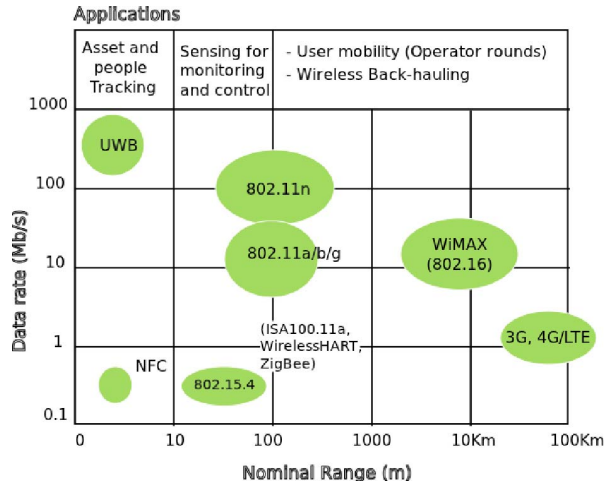 Applications
Asset and
people
Tracking
Sensing for
monitoring
and control
- User mobility (Operator rounds)
- Wireless Back-hauling
Data rate (Mb/s)
1000
100
10
1
0.1
UWB
802.11n
802.11a/b/g
WiMAX
(802.16)
(ISA100.11a,
WirelessHART,
ZigBee)
3G, 4G/LTE
NFC
802.15.4
0
10
100
1000
10Km
100Km
Nominal Range (m)